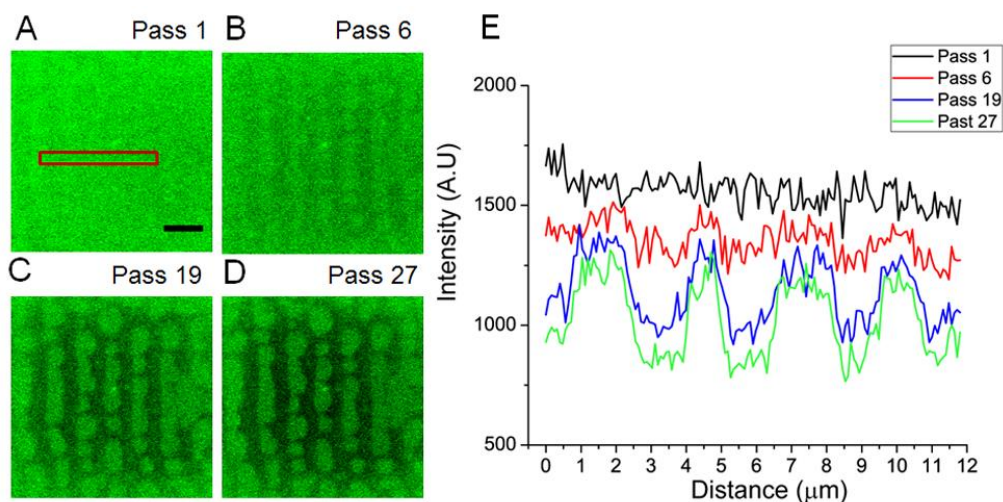 A Pass 1
B Pass 6
C Pass 19
D Pass 27
E
Pass 1
Pass 6
Pass 19
Past 27
Intensity (A.U)
2000
1500
1000
500
0 1 2 3 4 5 6 7 8 9 10 11 12
Distance (μm)